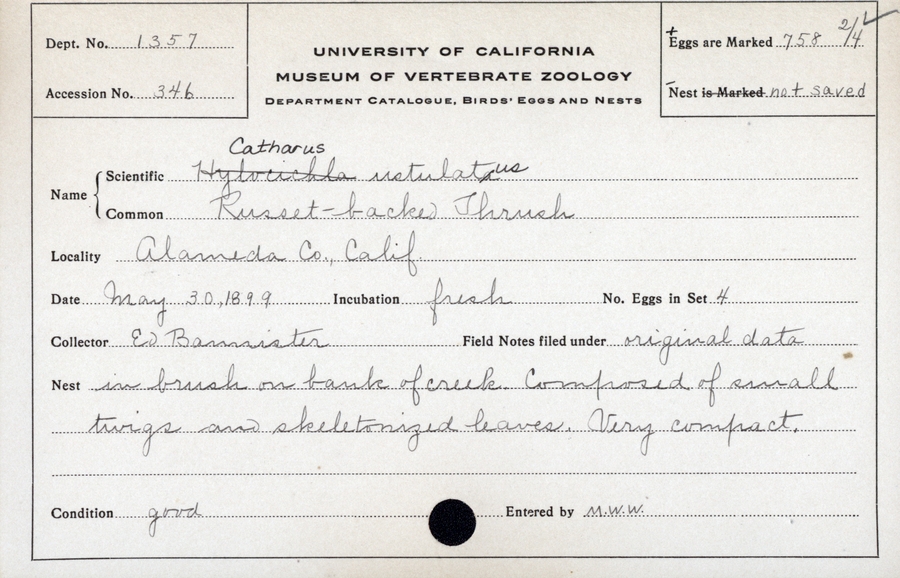 Dept. No. 1357
Accession No. 346
UNIVERSITY OF CALIFORNIA
MUSEUM OF VERTEBRATE ZOOLOGY
DEPARTMENT CATALOGUE, BIRDS' EGGS AND NESTS
+
Eggs are Marked 758 2/4 ✓
Nest is Marked not saved
Catharus
Name { Scientific Hylocichla ustulatus
Common Russet-backed Thrush
Locality Alameda Co., Calif.
Date May 30, 1899 Incubation fresh No. Eggs in Set 4
Collector Ed Bannister Field Notes filed under original data
Nest in brush on bank of creek. Composed of small
twigs and skeletonized leaves. Very compact.
Condition good Entered by M.W.W.